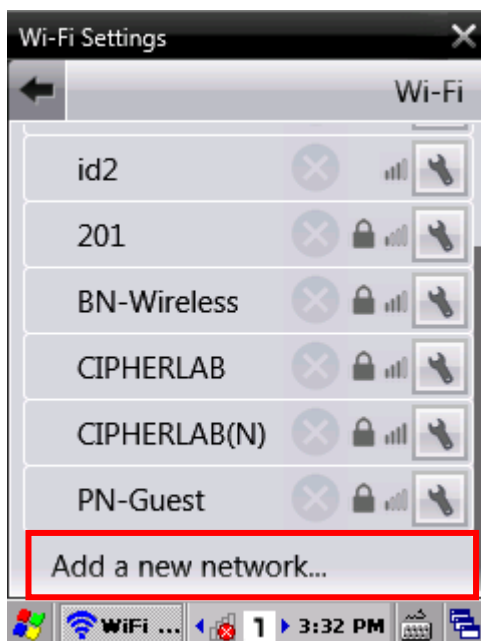 Wi-Fi Settings
Wi-Fi
id2
201
BN-Wireless
CIPHERLAB
CIPHERLAB(N)
PN-Guest
Add a new network...
WiFi ... 1 3:32 PM